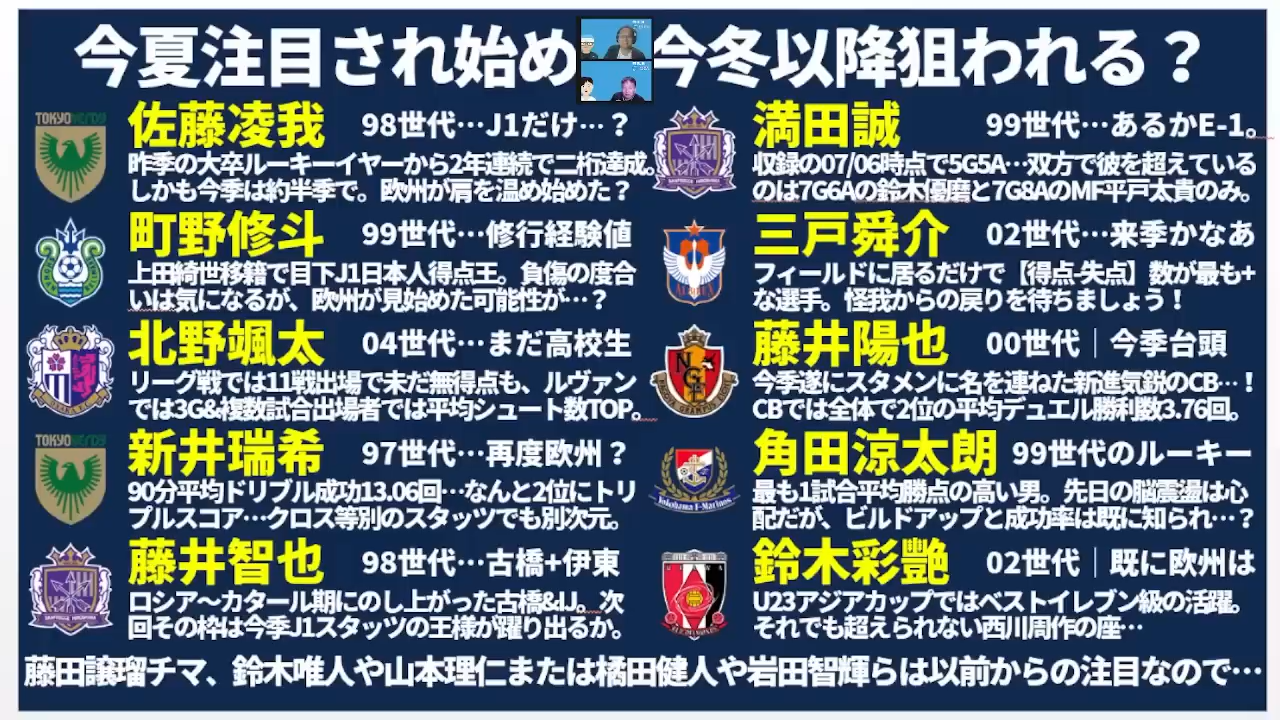 今夏注目され始め 今冬以降狙われる？
佐藤凌我 98世代…J1だけ…？
昨季の大卒ルーキーイヤーから2年連続で二桁達成。
しかも今季は約半季で。欧州が肩を温め始めた？
町野修斗 99世代…修行経験値
上田綺世移籍で目下J1日本人得点王。負傷の度合
いは気になるが、欧州が見始めた可能性が…？
北野颯太 04世代…まだ高校生
リーグ戦では11戦出場で未だ無得点も、ルヴァン
では3G&複数試合出場者では平均シュート数TOP。
新井瑞希 97世代…再度欧州？
90分平均ドリブル成功13.06回…なんと2位にトリ
プルスコア…クロス等別のスタッツでも別次元。
藤井智也 98世代…古橋+伊東
ロシア～カタール期にのし上がった古橋&IJ。次
回その枠は今季J1スタッツの王様が躍り出るか。
満田誠 99世代…あるかE-1。
収録の07/06時点で5G5A…双方で彼を超えている
のは7G6Aの鈴木優磨と7G8AのMF平戸太貴のみ。
三戸舜介 02世代…来季かなあ
フィールドに居るだけで【得点-失点】数が最も+
な選手。怪我からの戻りを待ちましょう！
藤井陽也 00世代｜今季台頭
今季遂にスタメンに名を連ねた新進気鋭のCB…！
CBでは全体で2位の平均デュエル勝利数3.76回。
角田涼太朗 99世代のルーキー
最も1試合平均勝点の高い男。先日の脳震盪は心
配だが、ビルドアップと成功率は既に知られ…？
鈴木彩艶 02世代｜既に欧州は
U23アジアカップではベストイレブン級の活躍。
それでも超えられない西川周作の座…
藤田譲瑠チマ、鈴木唯人や山本理仁または橘田健人や岩田智輝らは以前からの注目なので…